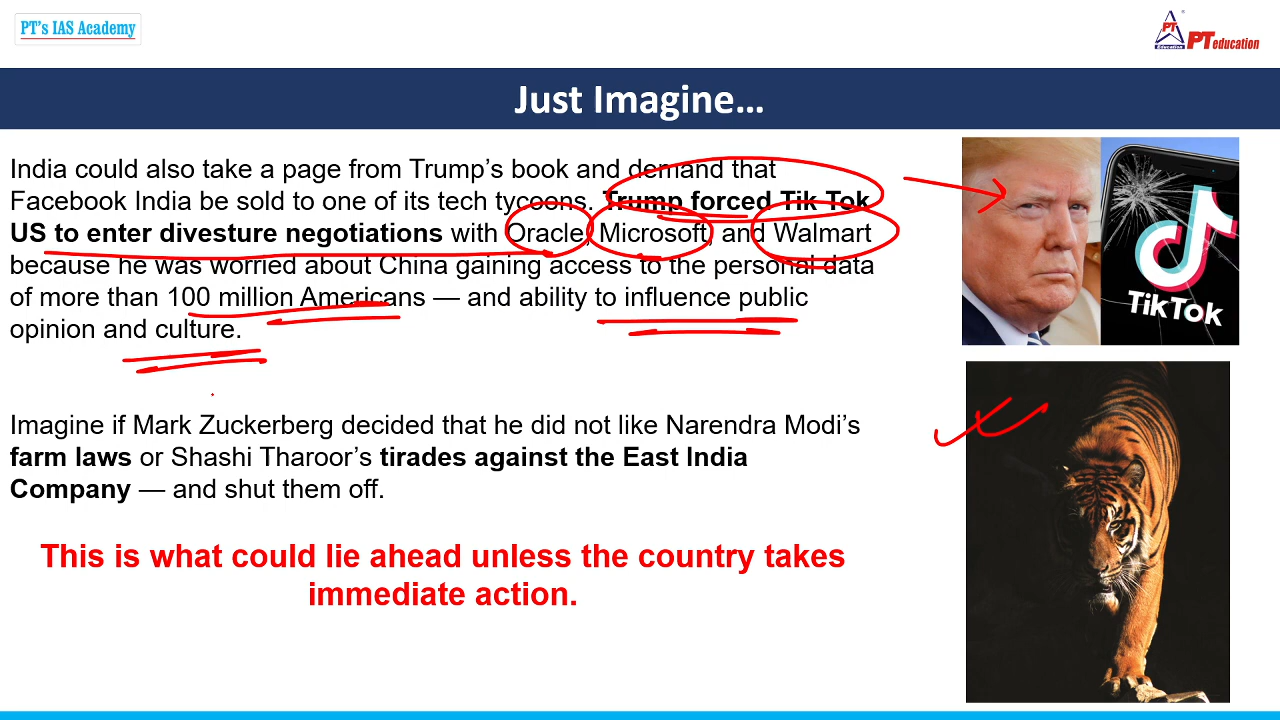 PT's IAS Academy
PT
Education
PT education
Just Imagine...
India could also take a page from Trump's book and demand that
Facebook India be sold to one of its tech tycoons. Trump forced Tik Tok
US to enter divesture negotiations with Oracle, Microsoft, and Walmart
because he was worried about China gaining access to the personal data
of more than 100 million Americans — and ability to influence public
opinion and culture.
TikTok
Imagine if Mark Zuckerberg decided that he did not like Narendra Modi's
farm laws or Shashi Tharoor's tirades against the East India
Company — and shut them off.
This is what could lie ahead unless the country takes
immediate action.